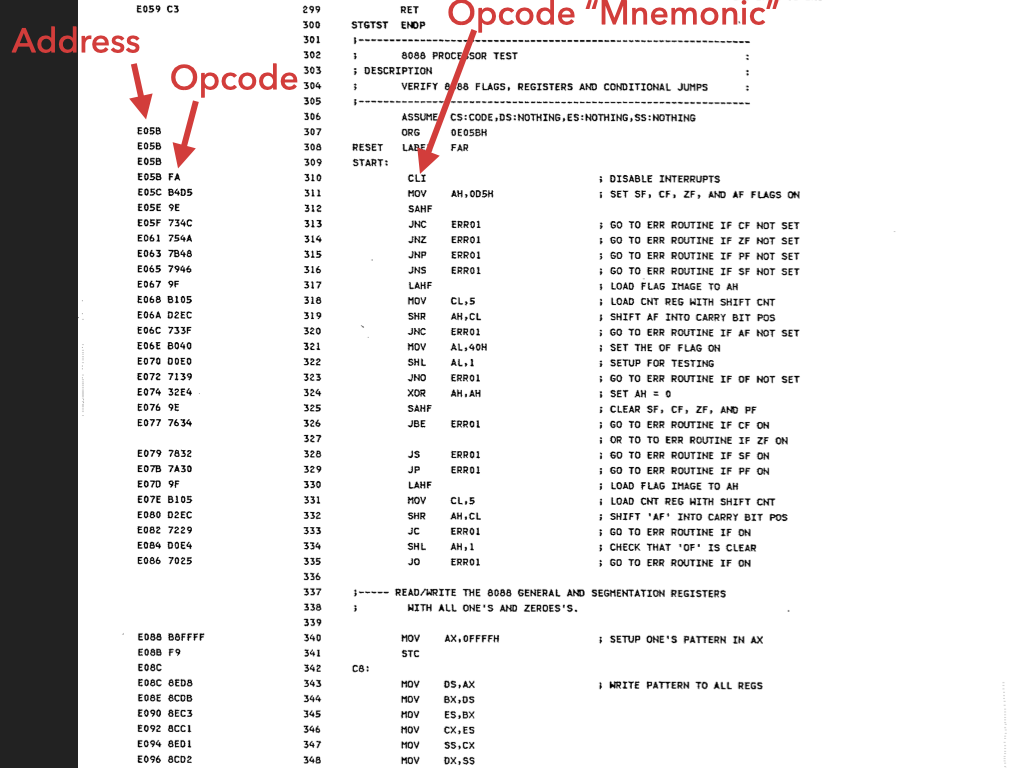 E059 C3 299 RET
Opcode “Mnemonic”
300 STGTST ENDP
Address
301 ;----------------------------------------------------------------
302 ; 8088 PROCESSOR TEST :
303 ; DESCRIPTION :
Opcode
304 ; VERIFY 8088 FLAGS, REGISTERS AND CONDITIONAL JUMPS :
305 ;----------------------------------------------------------------
306 ASSUME CS:CODE,DS:NOTHING,ES:NOTHING,SS:NOTHING
E05B 307 ORG 0E05BH
E05B 308 RESET LABEL FAR
E05B 309 START:
E05B FA 310 CLI ; DISABLE INTERRUPTS
E05C B4D5 311 MOV AH,0D5H ; SET SF, CF, ZF, AND AF FLAGS ON
E05E 9E 312 SAHF
E05F 734C 313 JNC ERR01 ; GO TO ERR ROUTINE IF CF NOT SET
E061 754A 314 JNZ ERR01 ; GO TO ERR ROUTINE IF ZF NOT SET
E063 7B48 315 JNP ERR01 ; GO TO ERR ROUTINE IF PF NOT SET
E065 7946 316 JNS ERR01 ; GO TO ERR ROUTINE IF SF NOT SET
E067 9F 317 LAHF ; LOAD FLAG IMAGE TO AH
E068 B105 318 MOV CL,5 ; LOAD CNT REG WITH SHIFT CNT
E06A D2EC 319 SHR AH,CL ; SHIFT AF INTO CARRY BIT POS
E06C 733F 320 JNC ERR01 ; GO TO ERR ROUTINE IF AF NOT SET
E06E B040 321 MOV AL,40H ; SET THE OF FLAG ON
E070 D0E0 322 SHL AL,1 ; SETUP FOR TESTING
E072 7139 323 JNO ERR01 ; GO TO ERR ROUTINE IF OF NOT SET
E074 32E4 324 XOR AH,AH ; SET AH = 0
E076 9E 325 SAHF ; CLEAR SF, CF, ZF, AND PF
E077 7634 326 JBE ERR01 ; GO TO ERR ROUTINE IF CF ON
327 ; OR TO TO ERR ROUTINE IF ZF ON
E079 7832 328 JS ERR01 ; GO TO ERR ROUTINE IF SF ON
E07B 7A30 329 JP ERR01 ; GO TO ERR ROUTINE IF PF ON
E07D 9F 330 LAHF ; LOAD FLAG IMAGE TO AH
E07E B105 331 MOV CL,5 ; LOAD CNT REG WITH SHIFT CNT
E080 D2EC 332 SHR AH,CL ; SHIFT 'AF' INTO CARRY BIT POS
E082 7229 333 JC ERR01 ; GO TO ERR ROUTINE IF ON
E084 D0E4 334 SHL AH,1 ; CHECK THAT 'OF' IS CLEAR
E086 7025 335 JO ERR01 ; GO TO ERR ROUTINE IF ON
336
337 ;----- READ/WRITE THE 8088 GENERAL AND SEGMENTATION REGISTERS
338 ; WITH ALL ONE'S AND ZEROES'S.
339
E088 B8FFFF 340 MOV AX,0FFFFH ; SETUP ONE'S PATTERN IN AX
E08B F9 341 STC
E08C 342 C8:
E08C 8ED8 343 MOV DS,AX ; WRITE PATTERN TO ALL REGS
E08E 8CDB 344 MOV BX,DS
E090 8EC3 345 MOV ES,BX
E092 8CC1 346 MOV CX,ES
E094 8ED1 347 MOV SS,CX
E096 8CD2 348 MOV DX,SS